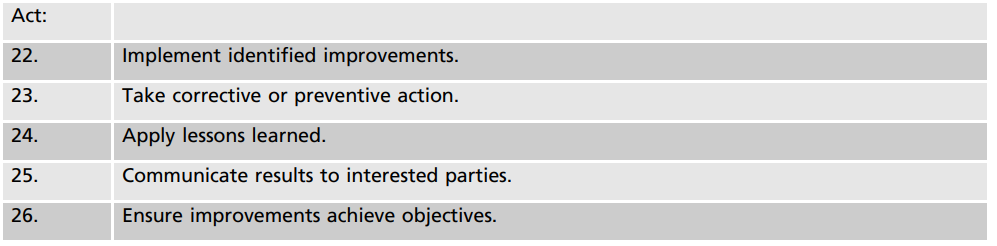 Act:
22. Implement identified improvements.
23. Take corrective or preventive action.
24. Apply lessons learned.
25. Communicate results to interested parties.
26. Ensure improvements achieve objectives.